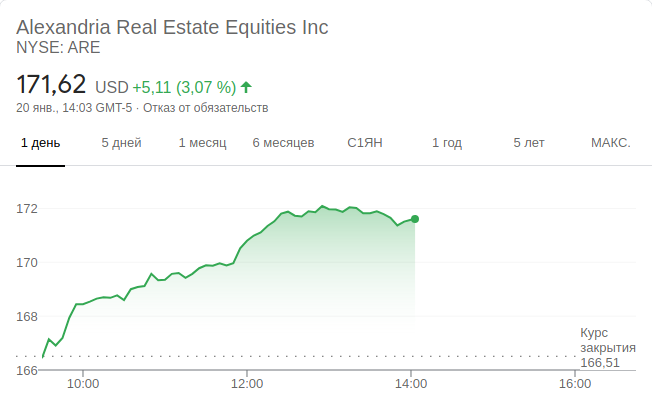 Alexandria Real Estate Equities Inc
NYSE: ARE
171,62 USD +5,11 (3,07 %)
20 янв., 14:03 GMT-5 · Отказ от обязательств
1 день 5 дней 1 месяц 6 месяцев С1ЯН 1 год 5 лет МАКС.
172
170
168
166
Курс
закрытия
166,51
10:00 12:00 14:00 16:00